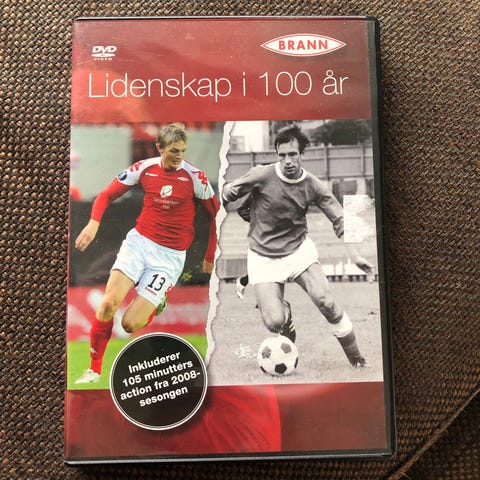 DVD
VIDEO
BRANN
Lidenskap i 100 år
13
Inkluderer
105 minutters
action fra 2008-
sesongen